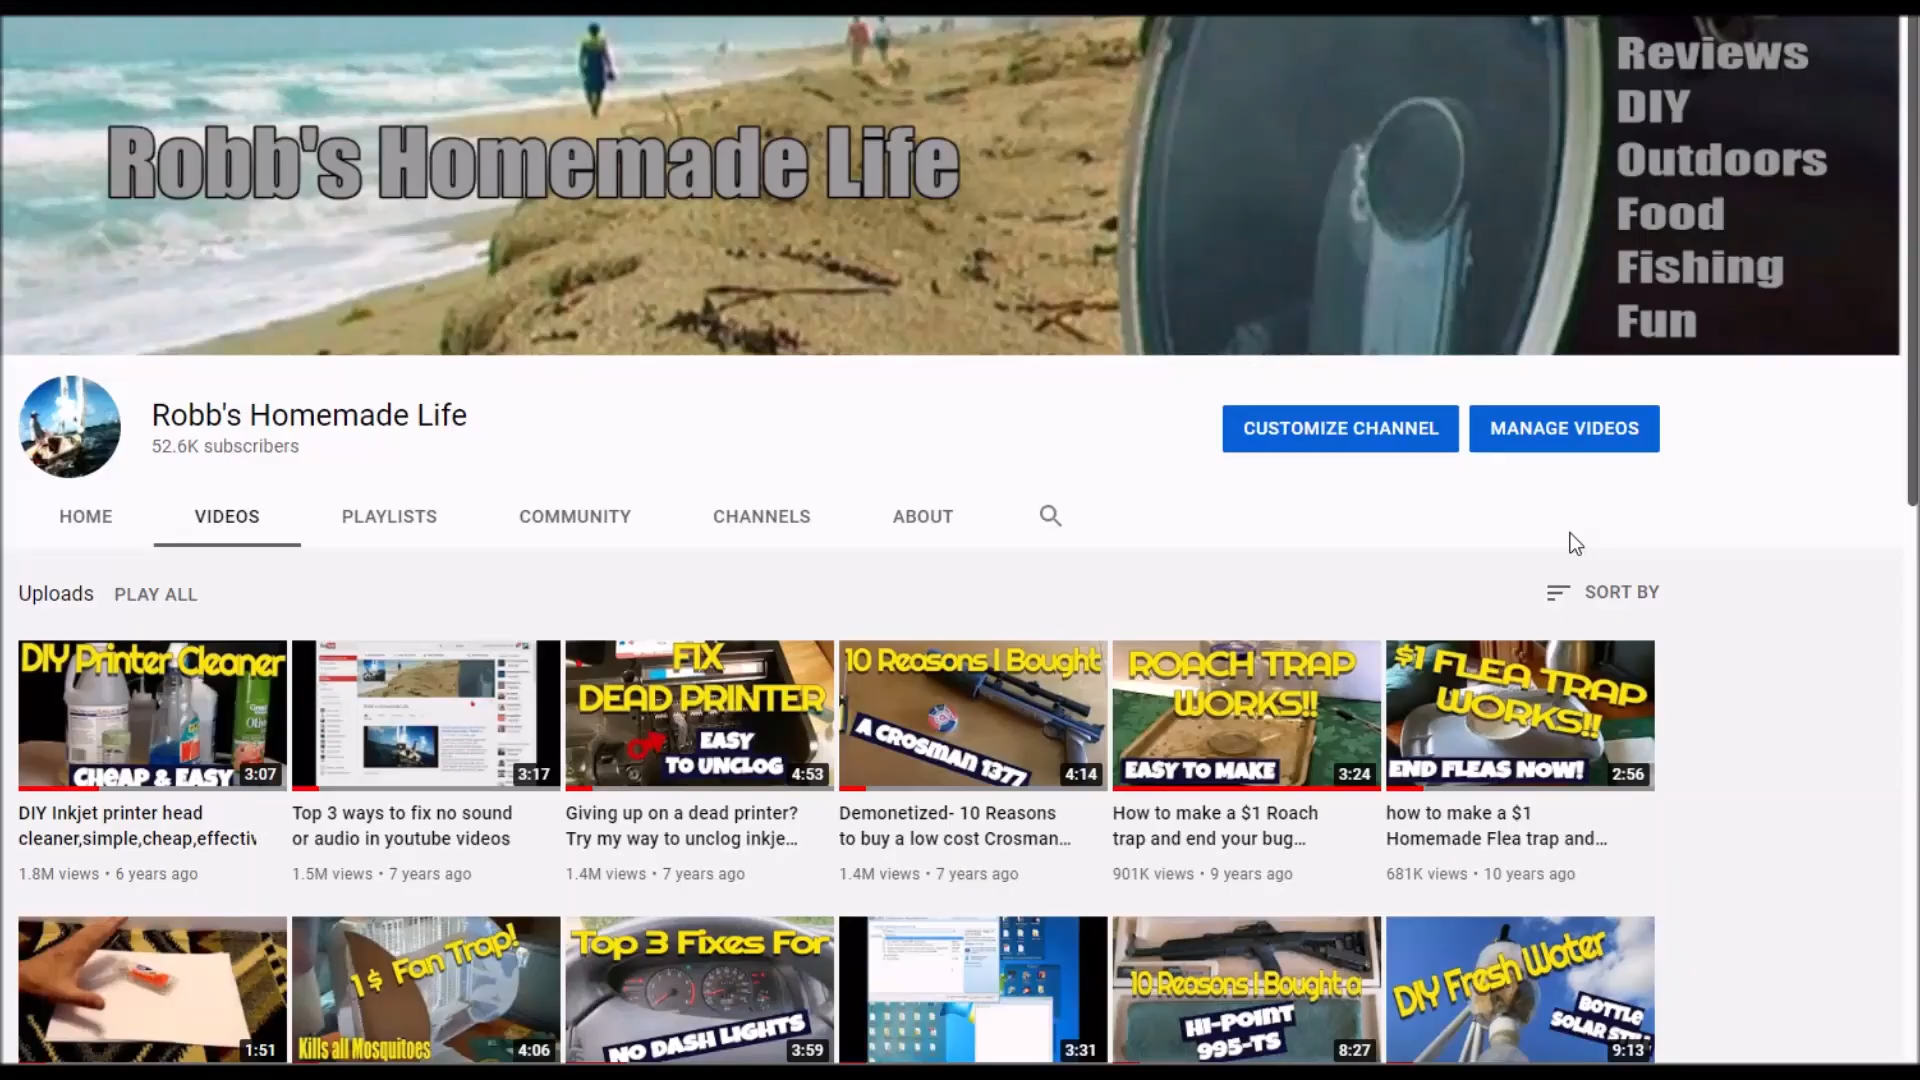 Reviews
DIY
Outdoors
Food
Fishing
Fun
Robb's Homemade Life
Robb's Homemade Life
52.6K subscribers
CUSTOMIZE CHANNEL
MANAGE VIDEOS
HOME
VIDEOS
PLAYLISTS
COMMUNITY
CHANNELS
ABOUT
Uploads
PLAY ALL
SORT BY
DIY Printer Cleaner
CHEAP & EASY
3:07
DIY Inkjet printer head
cleaner,simple,cheap,effectiv
1.8M views • 6 years ago
3:17
Top 3 ways to fix no sound
or audio in youtube videos
1.5M views • 7 years ago
FIX
DEAD PRINTER
EASY
TO UNCLOG
4:53
Giving up on a dead printer?
Try my way to unclog inkje...
1.4M views • 7 years ago
10 Reasons I Bought
A CROSMAN 1377
4:14
Demonetized- 10 Reasons
to buy a low cost Crosman...
1.4M views • 7 years ago
ROACH TRAP
WORKS!!
EASY TO MAKE
3:24
How to make a $1 Roach
trap and end your bug...
901K views • 9 years ago
$1 FLEA TRAP
WORKS!!
END FLEAS NOW!
2:56
how to make a $1
Homemade Flea trap and...
681K views • 10 years ago
1:51
1$ Fan Trap!
Kills all Mosquitoes
4:06
Top 3 Fixes For
NO DASH LIGHTS
3:59
3:31
10 Reasons I Bought a
HI-POINT
995-TS
8:27
DIY Fresh Water
BOTTLE
SOLAR
9:13